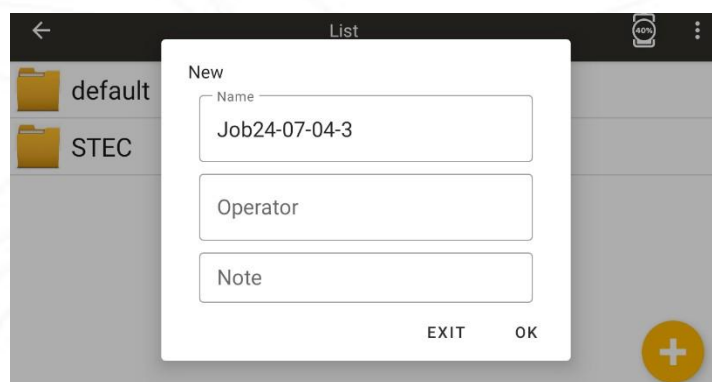 List
40%
default
STEC
New
Name
Job24-07-04-3
Operator
Note
EXIT OK